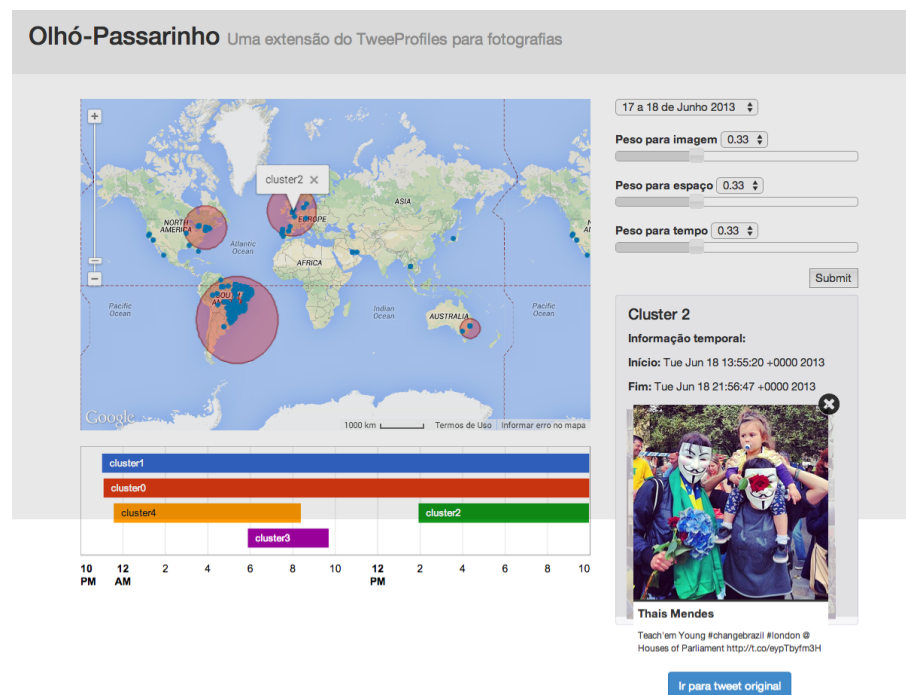 Olhó-Passarinho Uma extensão do TweeProfiles para fotografias
17 a 18 de Junho 2013
Peso para imagem 0.33
Peso para espaço 0.33
Peso para tempo 0.33
Submit
cluster2
NORTH
AMERICA
EUROPE
ASIA
Atlantic
Ocean
AFRICA
SOUTH
AMERICA
Pacific
Ocean
Indian
Ocean
AUSTRALIA
Pacific
Ocean
Google
1000 km
Termos de Uso
Informar erro no mapa
Cluster 2
Informação temporal:
Início: Tue Jun 18 13:55:20 +0000 2013
Fim: Tue Jun 18 21:56:47 +0000 2013
cluster1
cluster0
cluster4
cluster2
cluster3
10 12 2 4 6 8 10 12 2 4 6 8 10
PM AM PM
Thais Mendes
Teach'em Young #changebrazil #london @
Houses of Parliament http://t.co/eypTbyfm3H
Ir para tweet original